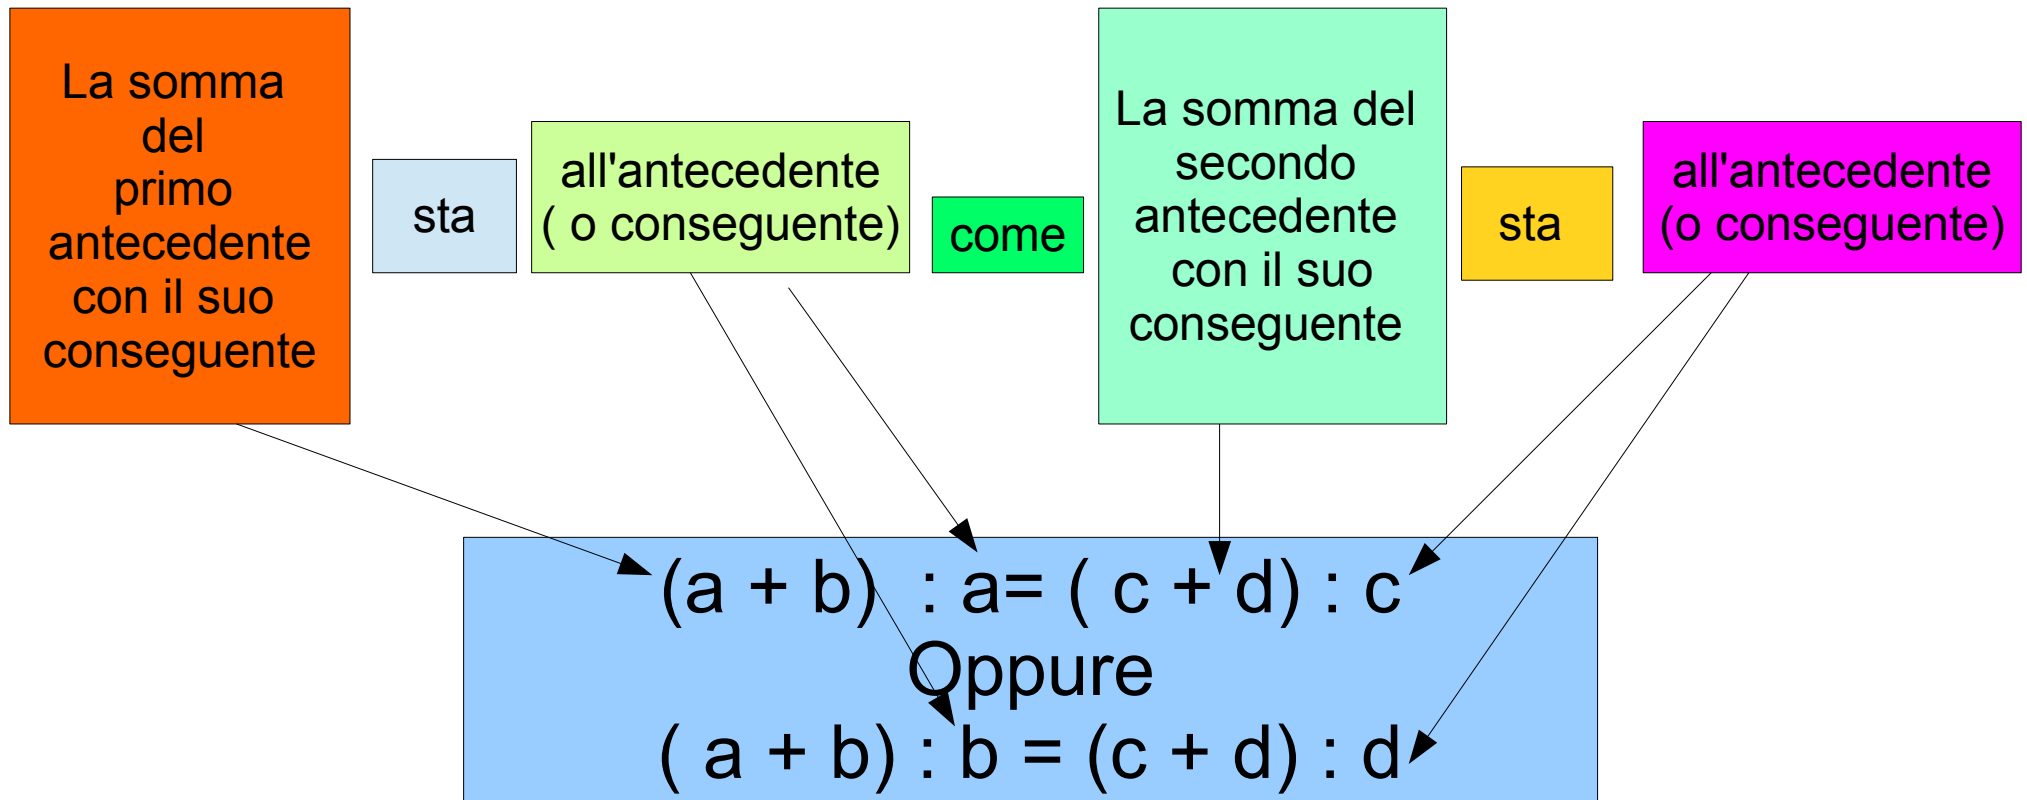 La somma
del
primo
antecedente
con il suo
conseguente
sta
all'antecedente
( o conseguente)
come
La somma del
secondo
antecedente
con il suo
conseguente
sta
all'antecedente
(o conseguente)
(a + b) : a= ( c + d) : c
Oppure
( a + b) : b = (c + d) : d